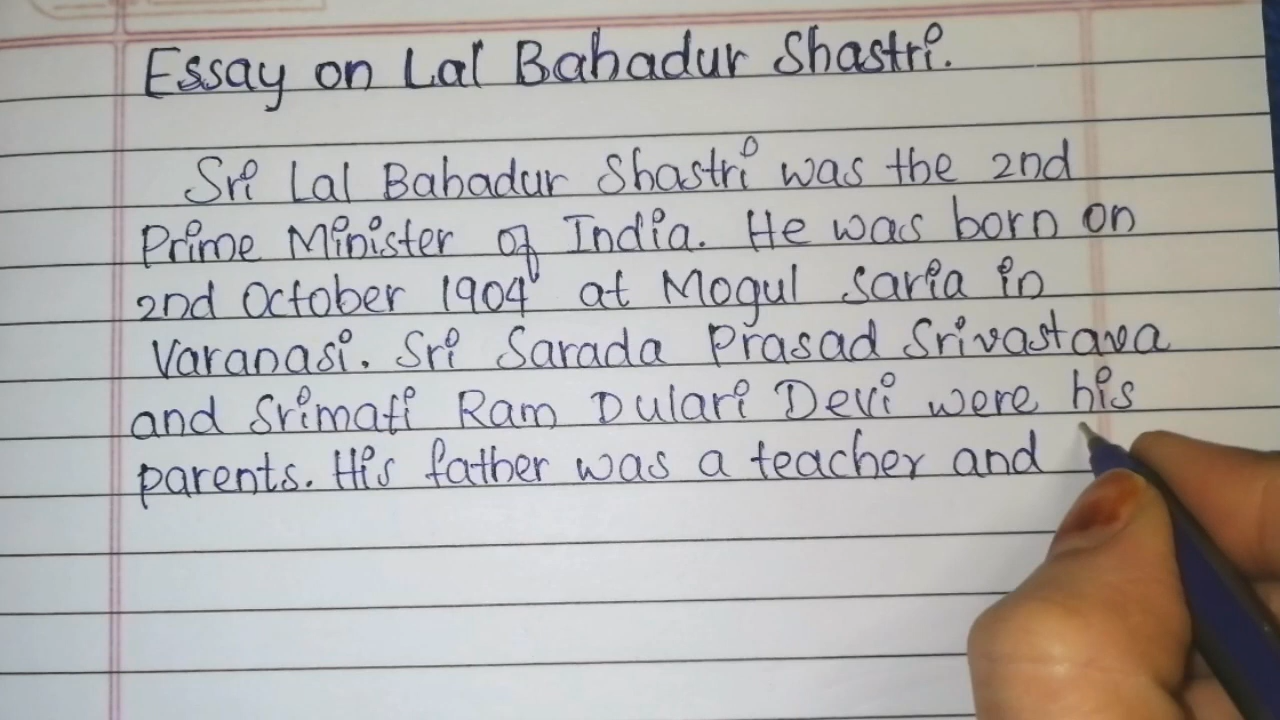 Essay on Lal Bahadur Shastri.
Sri Lal Bahadur Shastri was the 2nd
Prime Minister of India. He was born on
2nd October 1904 at Mogul Saria in
Varanasi. Sri Sarada Prasad Srivastava
and Srimati Ram Dulari Devi were his
parents. His father was a teacher and